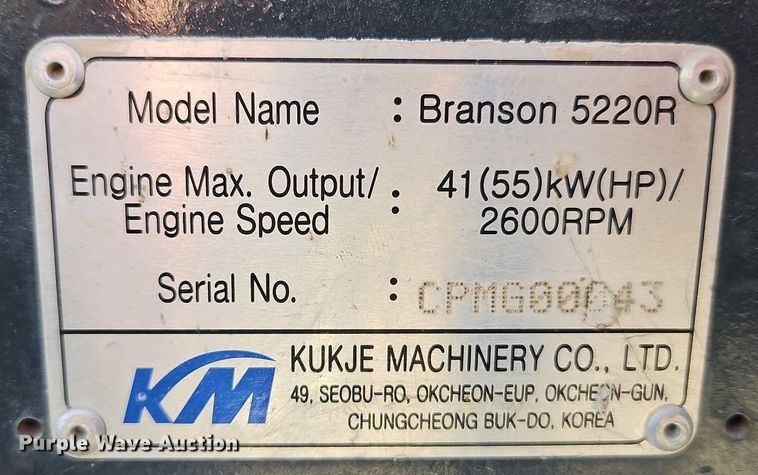 Model Name : Branson 5220R
Engine Max. Output/ Engine Speed : 41(55)kW(HP)/ 2600RPM
Serial No. : CPMG00043
KM KUKJE MACHINERY CO., LTD.
49, SEOBU-RO, OKCHEON-EUP, OKCHEON-GUN,
CHUNGCHEONG BUK-DO, KOREA
Purple Wave Auction